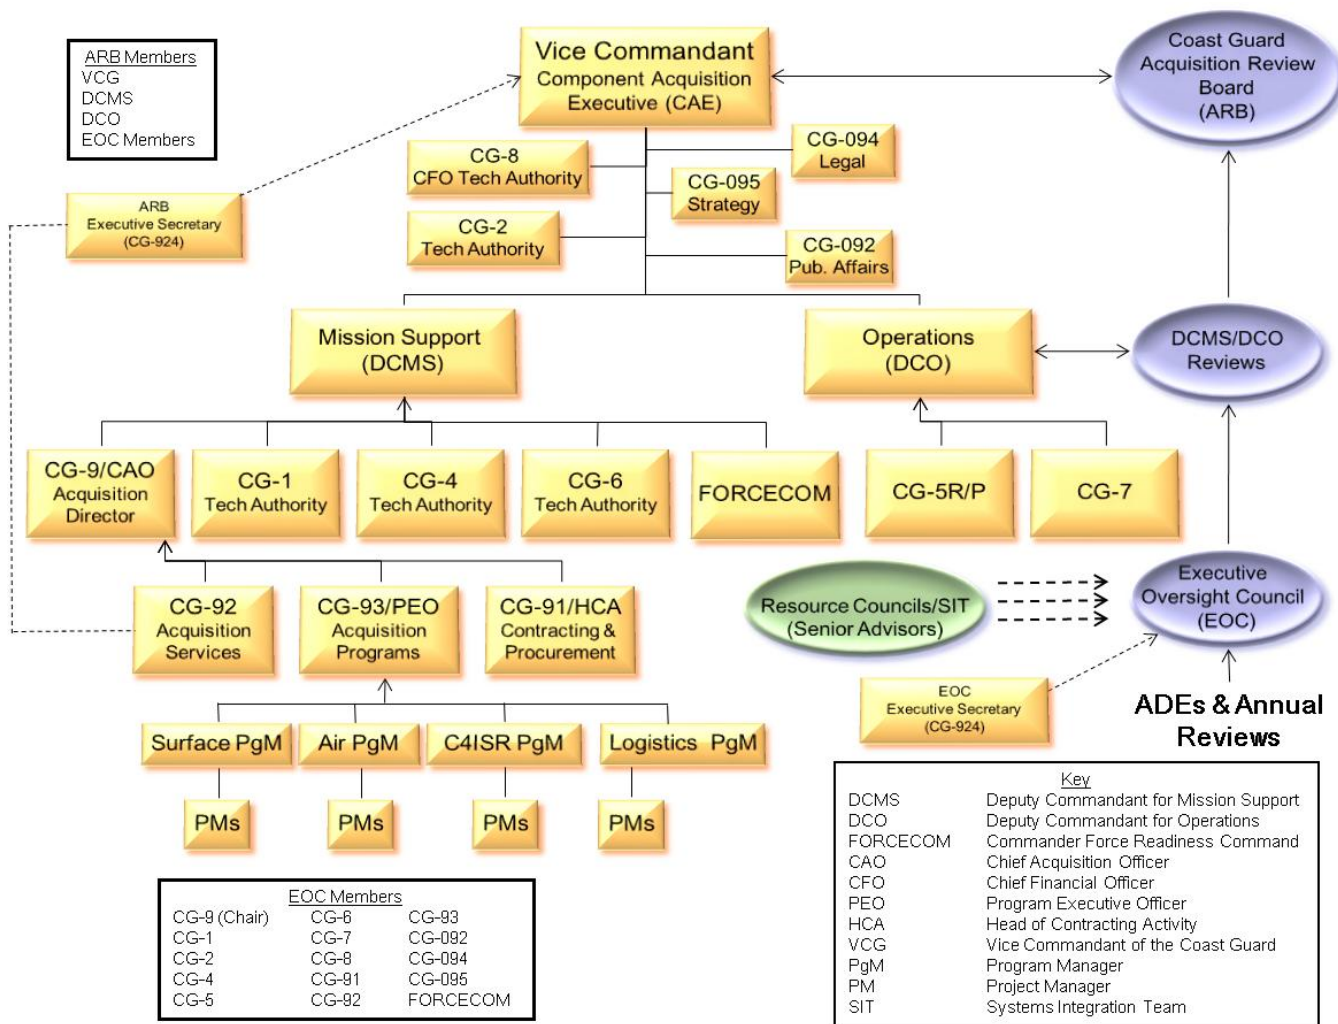 ARB Members
VCG
DCMS
DCO
EOC Members
Vice Commandant
Component Acquisition
Executive (CAE)
Coast Guard
Acquisition Review
Board
(ARB)
CG-8
CFO Tech Authority
CG-094
Legal
CG-095
Strategy
ARB
Executive Secretary
(CG-924)
CG-2
Tech Authority
CG-092
Pub. Affairs
Mission Support
(DCMS)
Operations
(DCO)
DCMS/DCO
Reviews
CG-9/CAO
Acquisition
Director
CG-1
Tech Authority
CG-4
Tech Authority
CG-6
Tech Authority
FORCECOM
CG-5R/P
CG-7
CG-92
Acquisition
Services
CG-93/PEO
Acquisition
Programs
CG-91/HCA
Contracting &
Procurement
Resource Councils/SIT
(Senior Advisors)
Executive
Oversight Council
(EOC)
EOC
Executive Secretary
(CG-924)
ADEs & Annual
Reviews
Surface PgM
Air PgM
C4ISR PgM
Logistics PgM
PMs
PMs
PMs
PMs
EOC Members
CG-9 (Chair) CG-6 CG-93
CG-1 CG-7 CG-092
CG-2 CG-8 CG-094
CG-4 CG-91 CG-095
CG-5 CG-92 FORCECOM
Key
DCMS Deputy Commandant for Mission Support
DCO Deputy Commandant for Operations
FORCECOM Commander Force Readiness Command
CAO Chief Acquisition Officer
CFO Chief Financial Officer
PEO Program Executive Officer
HCA Head of Contracting Activity
VCG Vice Commandant of the Coast Guard
PgM Program Manager
PM Project Manager
SIT Systems Integration Team